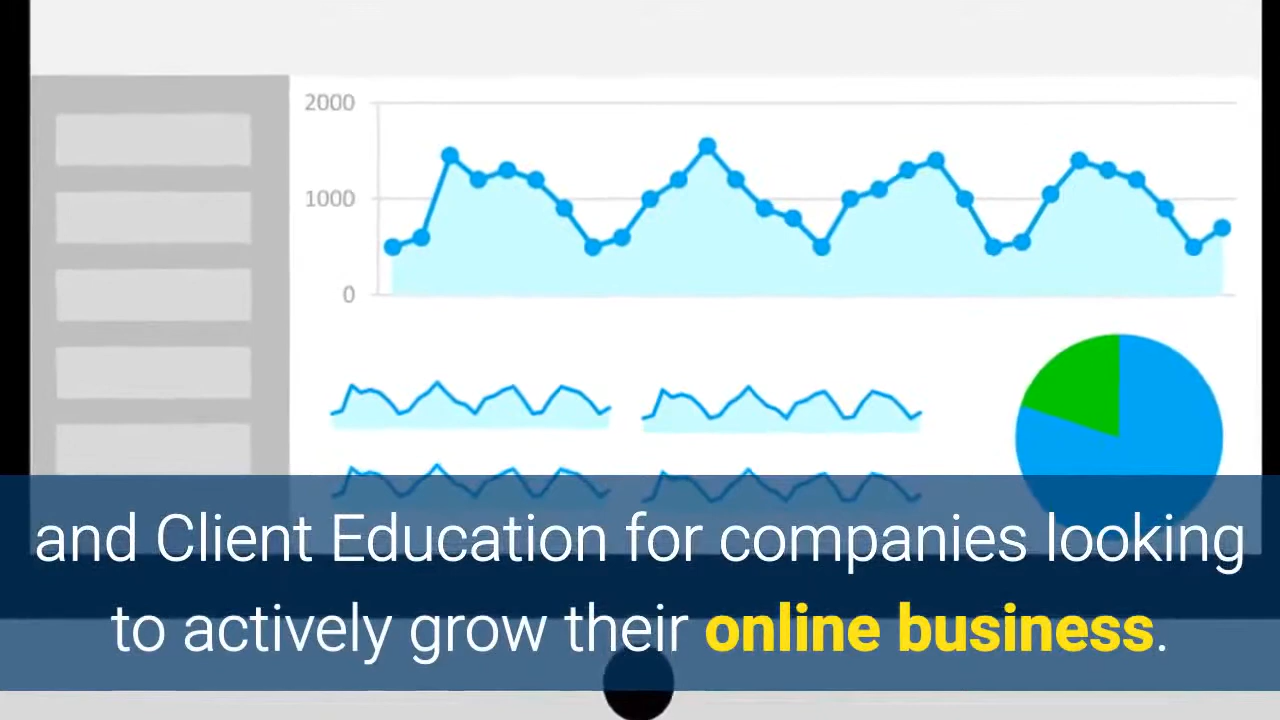 2000
1000
0
and Client Education for companies looking
to actively grow their online business.